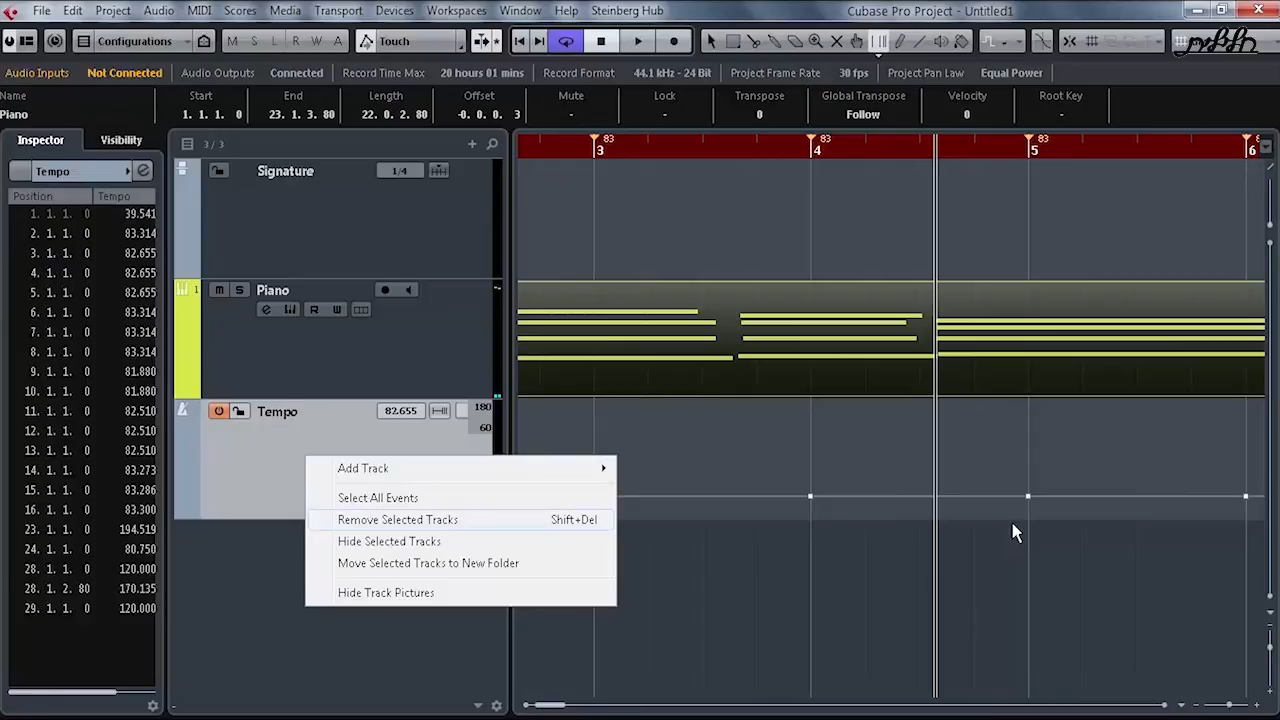 File Edit Project Audio MIDI Scores Media Transport Devices Workspaces Window Help Steinberg Hub Cubase Pro Project - Untitled1
Configurations M S L R W A Touch
Audio Inputs Not Connected Audio Outputs Connected Record Time Max 20 hours 01 mins Record Format 44.1 kHz - 24 Bit Project Frame Rate 30 fps Project Pan Law Equal Power
Name Start End Length Offset Mute Lock Transpose Global Transpose Velocity Root Key
Piano 1. 1. 1. 0 23. 1. 3. 80 22. 0. 2. 80 -0. 0. 0. 3 - - 0 Follow 0 -
Inspector Visibility 3 / 3
83 83 83
3 4 5 6
Tempo
Signature 1/4
Position Tempo
1. 1. 1. 0 39.541
2. 1. 1. 0 83.314
3. 1. 1. 0 82.655
4. 1. 1. 0 82.655
5. 1. 1. 0 82.655
6. 1. 1. 0 83.314
7. 1. 1. 0 83.314
8. 1. 1. 0 83.314
9. 1. 1. 0 81.880
10. 1. 1. 0 81.880
11. 1. 1. 0 82.510
12. 1. 1. 0 82.510
13. 1. 1. 0 82.510
14. 1. 1. 0 83.273
15. 1. 1. 0 83.286
16. 1. 1. 0 83.300
23. 1. 1. 0 194.519
24. 1. 1. 0 80.750
28. 1. 1. 0 120.000
28. 1. 2. 80 170.135
29. 1. 1. 0 120.000
1 m S Piano
e R W
Tempo 82.655 180
60
Add Track
Select All Events
Remove Selected Tracks Shift+Del
Hide Selected Tracks
Move Selected Tracks to New Folder
Hide Track Pictures